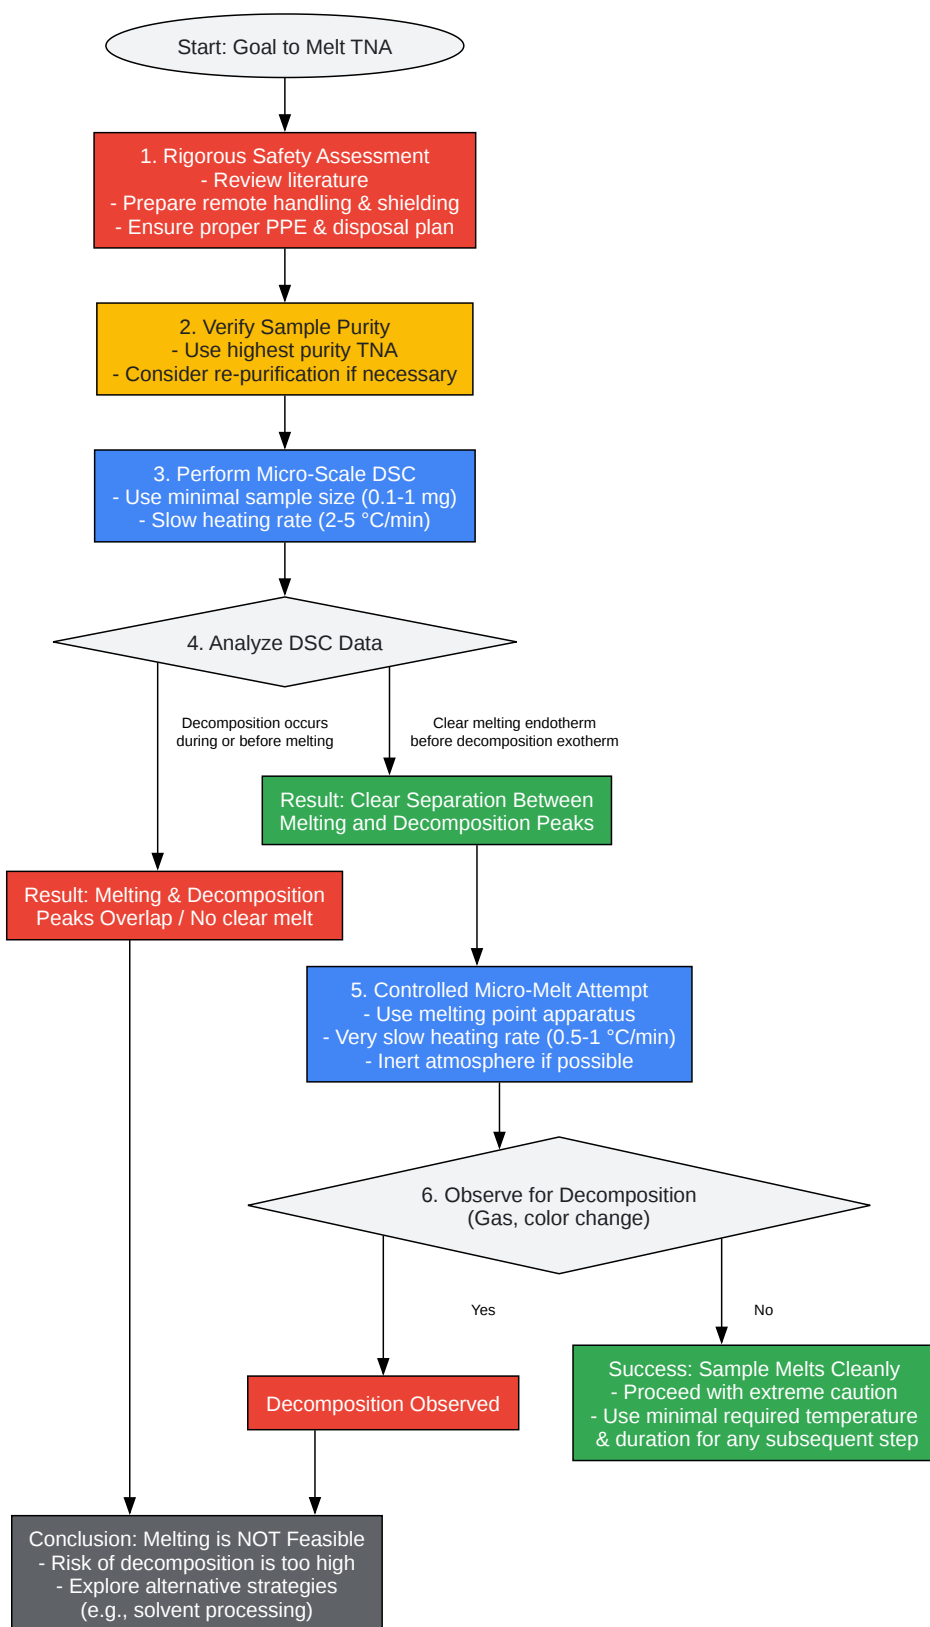 Start: Goal to Melt TNA
1. Rigorous Safety Assessment
- Review literature
- Prepare remote handling & shielding
- Ensure proper PPE & disposal plan
2. Verify Sample Purity
- Use highest purity TNA
- Consider re-purification if necessary
3. Perform Micro-Scale DSC
- Use minimal sample size (0.1-1 mg)
- Slow heating rate (2-5 °C/min)
4. Analyze DSC Data
Decomposition occurs
during or before melting
Clear melting endotherm
before decomposition exotherm
Result: Clear Separation Between
Melting and Decomposition Peaks
Result: Melting & Decomposition
Peaks Overlap / No clear melt
5. Controlled Micro-Melt Attempt
- Use melting point apparatus
- Very slow heating rate (0.5-1 °C/min)
- Inert atmosphere if possible
6. Observe for Decomposition
(Gas, color change)
Yes
No
Decomposition Observed
Success: Sample Melts Cleanly
- Proceed with extreme caution
- Use minimal required temperature
& duration for any subsequent step
Conclusion: Melting is NOT Feasible
- Risk of decomposition is too high
- Explore alternative strategies
(e.g., solvent processing)